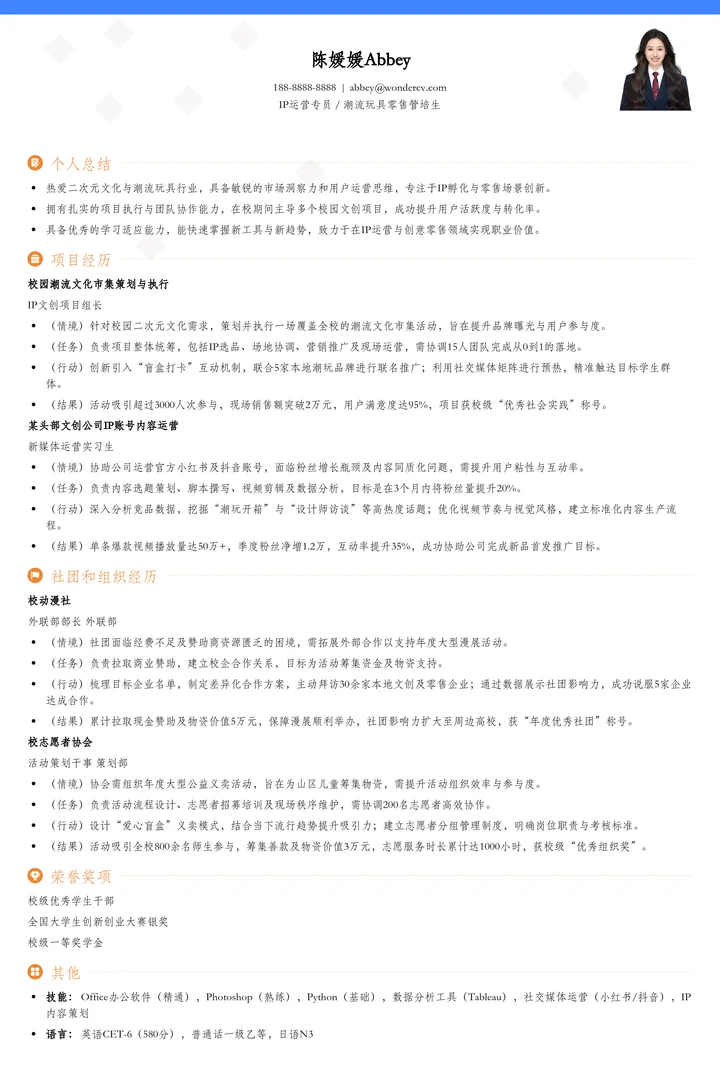 陈媛媛Abbey
188-8888-8888 | abbey@wondercv.com
IP运营专员 / 潮流玩具零售管培生
个人总结
• 热爱二次元文化与潮流玩具行业，具备敏锐的市场洞察力和用户运营思维，专注于IP孵化与零售场景创新。
• 拥有扎实的项目执行与团队协作能力，在校期间主导多个校园文创项目，成功提升用户活跃度与转化率。
• 具备优秀的学习适应能力，能快速掌握新工具与新趋势，致力于在IP运营与创意零售领域实现职业价值。
项目经历
校园潮流文化市集策划与执行
IP文创项目组长
• （情境）针对校园二次元文化需求，策划并执行一场覆盖全校的潮流文化市集活动，旨在提升品牌曝光与用户参与度。
• （任务）负责项目整体统筹，包括IP选品、场地协调、营销推广及现场运营，需协调15人团队完成从0到1的落地。
• （行动）创新引入“盲盒打卡”互动机制，联合5家本地潮玩品牌进行联名推广；利用社交媒体矩阵进行预热，精准触达目标学生群
体。
• （结果）活动吸引超过3000人次参与，现场销售额突破2万元，用户满意度达95%，项目获校级“优秀社会实践”称号。
某头部文创公司IP账号内容运营
新媒体运营实习生
• （情境）协助公司运营官方小红书及抖音账号，面临粉丝增长瓶颈及内容同质化问题，需提升用户粘性与互动率。
• （任务）负责内容选题策划、脚本撰写、视频剪辑及数据分析，目标是在3个月内将粉丝量提升20%。
• （行动）深入分析竞品数据，挖掘“潮玩开箱”与“设计师访谈”等高热度话题；优化视频节奏与视觉风格，建立标准化内容生产流
程。
• （结果）单条爆款视频播放量达50万+，季度粉丝净增1.2万，互动率提升35%，成功协助公司完成新品首发推广目标。
社团和组织经历
校动漫社
外联部部长 外联部
• （情境）社团面临经费不足及赞助商资源匮乏的困境，需拓展外部合作以支持年度大型漫展活动。
• （任务）负责拉取商业赞助，建立校企合作关系，目标为活动筹集资金及物资支持。
• （行动）梳理目标企业名单，制定差异化合作方案，主动拜访30余家本地文创及零售企业；通过数据展示社团影响力，成功说服5家企业
达成合作。
• （结果）累计拉取现金赞助及物资价值5万元，保障漫展顺利举办，社团影响力扩大至周边高校，获“年度优秀社团”称号。
校志愿者协会
活动策划干事 策划部
• （情境）协会需组织年度大型公益义卖活动，旨在为山区儿童筹集物资，需提升活动组织效率与参与度。
• （任务）负责活动流程设计、志愿者招募培训及现场秩序维护，需协调200名志愿者高效协作。
• （行动）设计“爱心盲盒”义卖模式，结合当下流行趋势提升吸引力；建立志愿者分组管理制度，明确岗位职责与考核标准。
• （结果）活动吸引全校800余名师生参与，筹集善款及物资价值3万元，志愿服务时长累计达1000小时，获校级“优秀组织奖”。
荣誉奖项
校级优秀学生干部
全国大学生创新创业大赛银奖
校级一等奖学金
其他
• 技能： Office办公软件（精通）, Photoshop（熟练）, Python（基础）, 数据分析工具（Tableau）, 社交媒体运营（小红书/抖音）, IP
内容策划
• 语言： 英语CET-6（580分）, 普通话一级乙等，日语N3